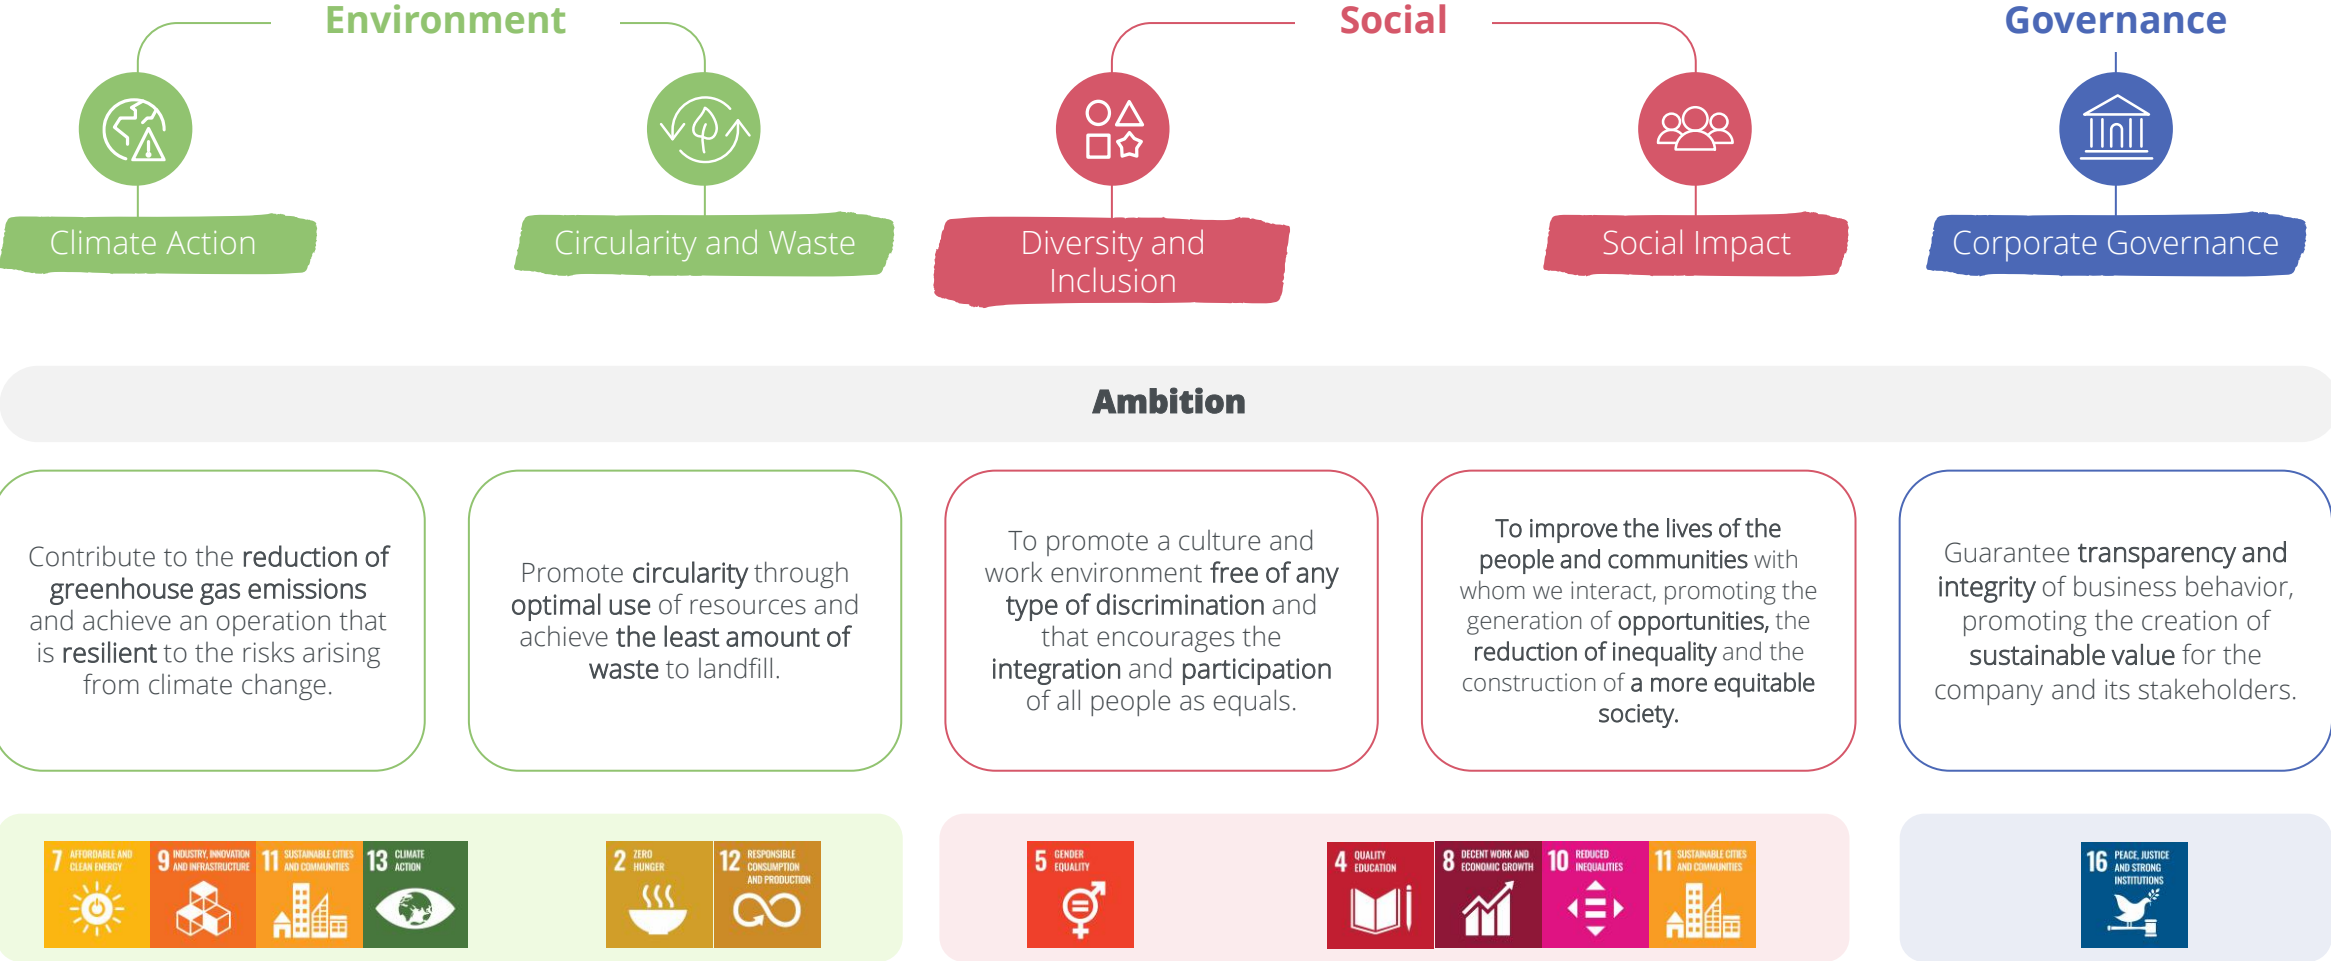 Environment
Social
Governance
Climate Action
Circularity and Waste
Diversity and
Inclusion
Social Impact
Corporate Governance
Ambition
Contribute to the reduction of
greenhouse gas emissions
and achieve an operation that
is resilient to the risks arising
from climate change.
Promote circularity through
optimal use of resources and
achieve the least amount of
waste to landfill.
To promote a culture and
work environment free of any
type of discrimination and
that encourages the
integration and participation
of all people as equals.
To improve the lives of the
people and communities with
whom we interact, promoting the
generation of opportunities, the
reduction of inequality and the
construction of a more equitable
society.
Guarantee transparency and
integrity of business behavior,
promoting the creation of
sustainable value for the
company and its stakeholders.
7 AFFORDABLE AND
CLEAN ENERGY
9 INDUSTRY, INNOVATION
AND INFRASTRUCTURE
11 SUSTAINABLE CITIES
AND COMMUNITIES
13 CLIMATE
ACTION
2 ZERO
HUNGER
12 RESPONSIBLE
CONSUMPTION
AND PRODUCTION
5 GENDER
EQUALITY
4 QUALITY
EDUCATION
8 DECENT WORK AND
ECONOMIC GROWTH
10 REDUCED
INEQUALITIES
11 SUSTAINABLE CITIES
AND COMMUNITIES
16 PEACE, JUSTICE
AND STRONG
INSTITUTIONS